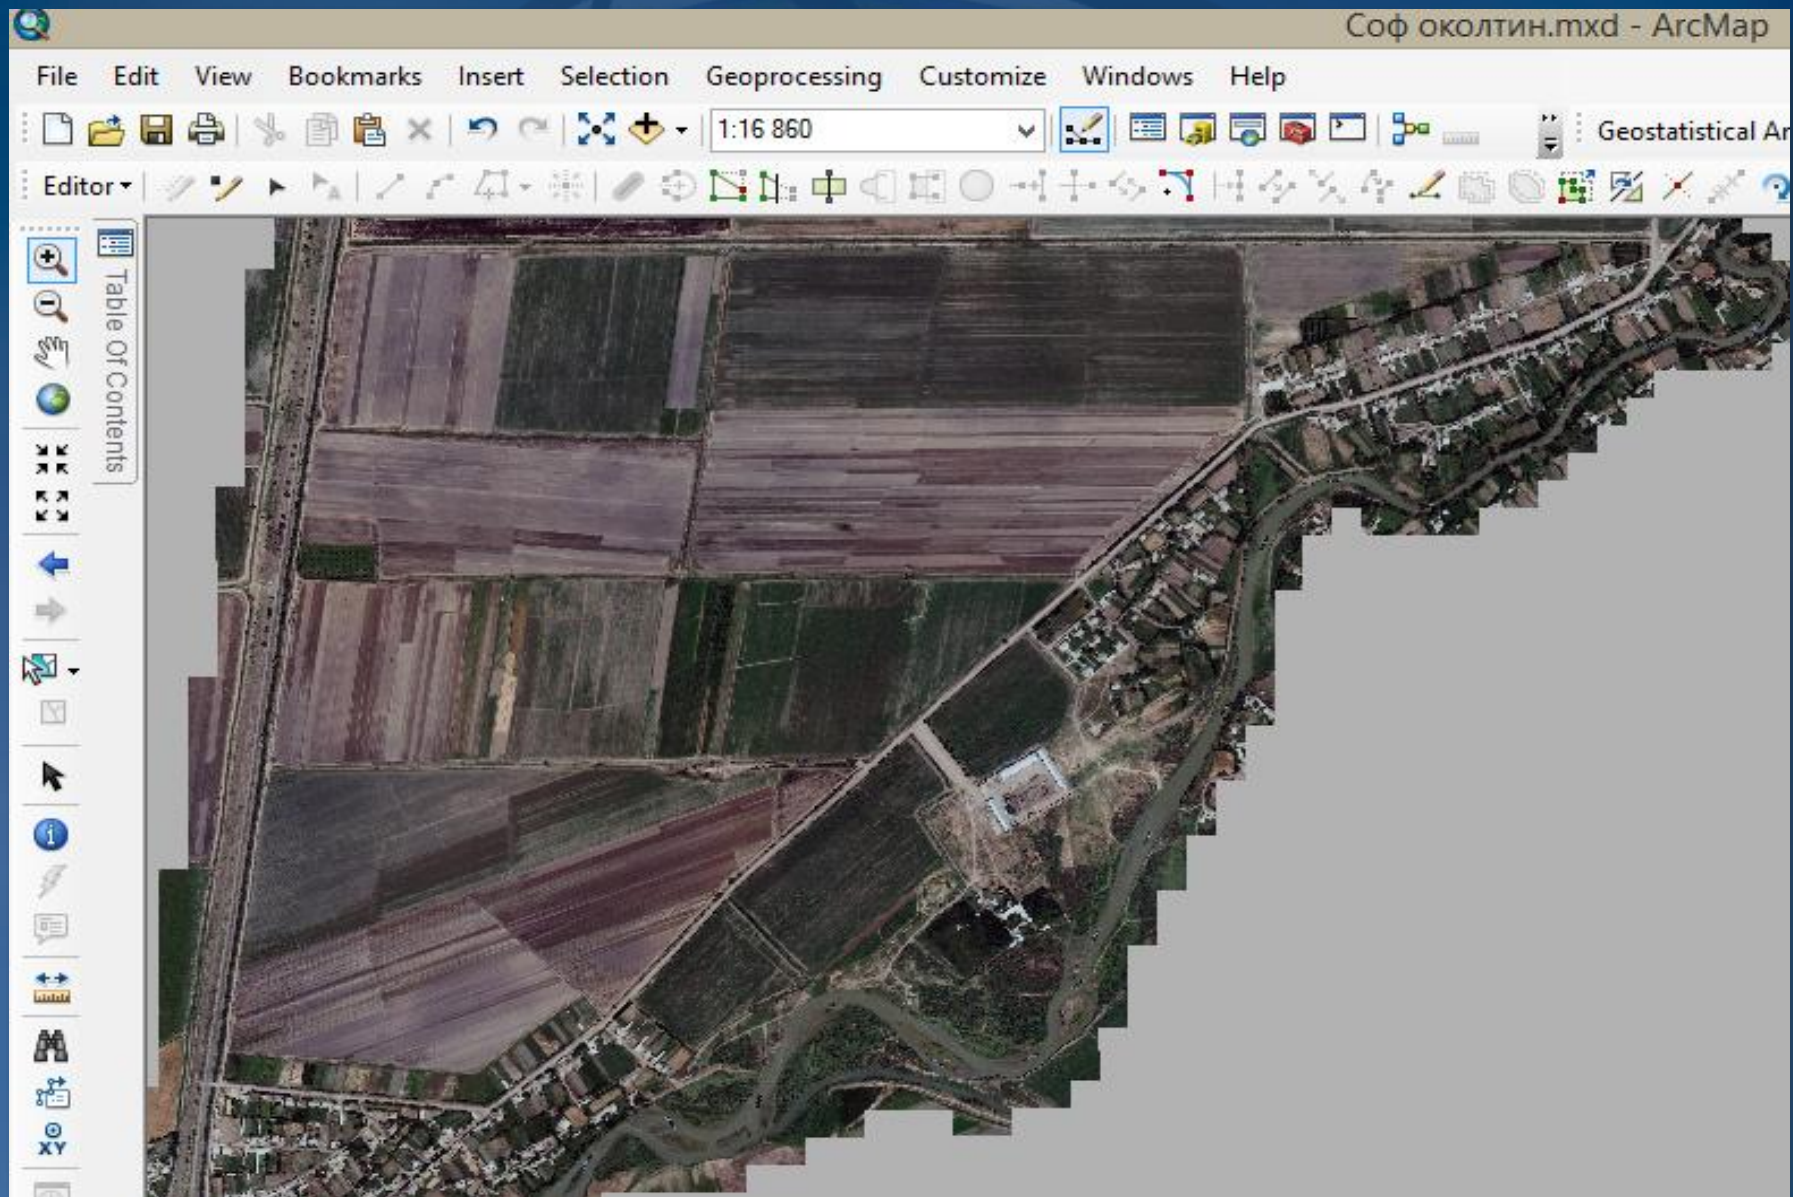 Соф околтин.mxd - ArcMap
File Edit View Bookmarks Insert Selection Geoprocessing Customize Windows Help
1:16 860
Geostatistical Ar
Editor
Table Of Contents
XY